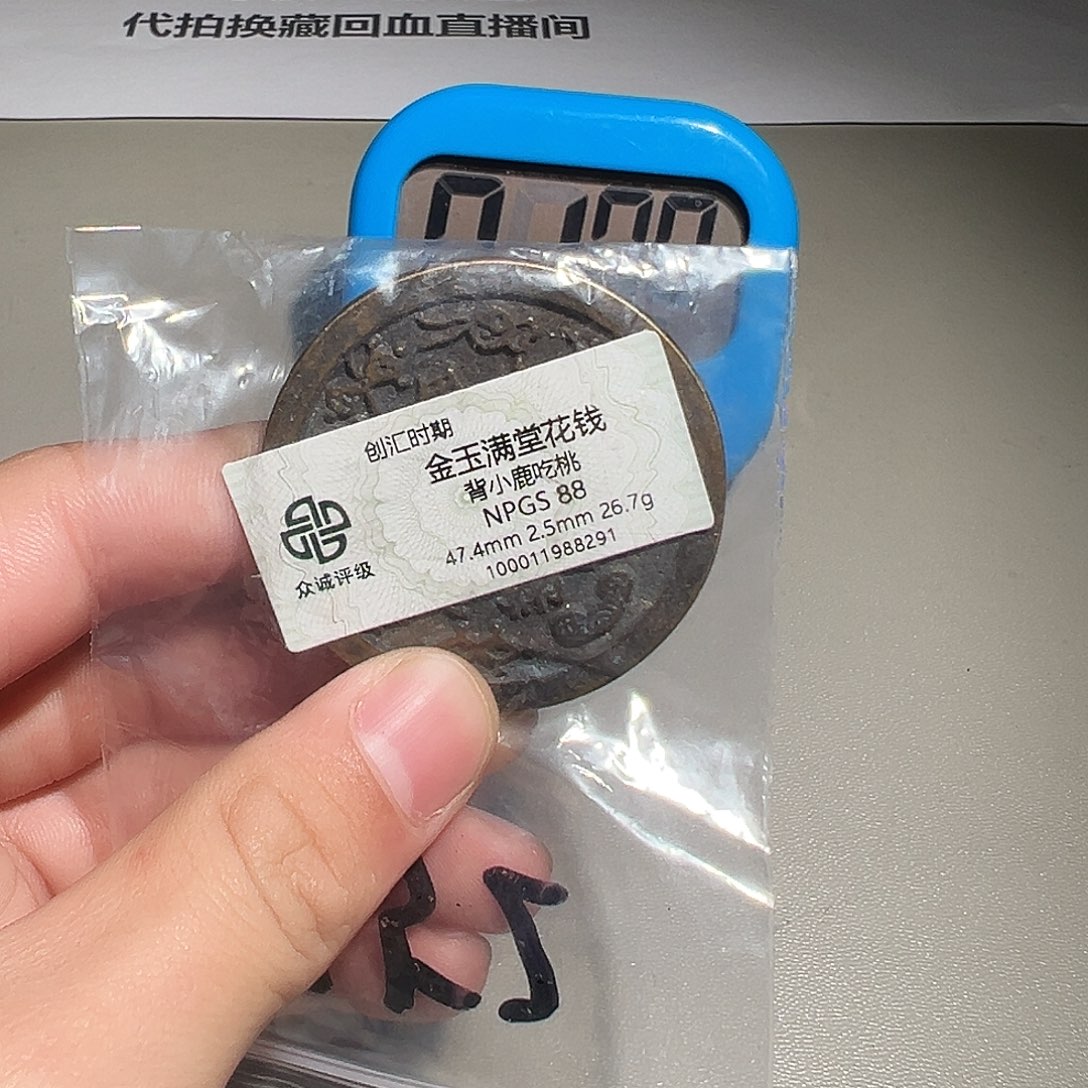 代拍换藏回血直播间
创汇时期
金玉满堂花钱
背小鹿吃桃
NPGS 88
47.4mm 2.5mm 26.7g
100011988291
众诚评级